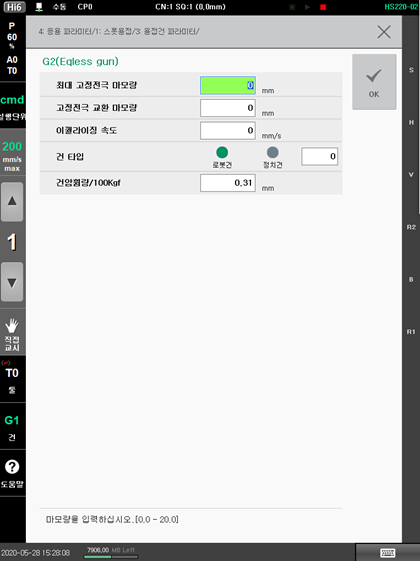 Hi6 수동 CP0 CN:1 SQ:1 (0,0mm) HS220-02
4: 응용 파라미터/1: 스폿용접/3: 용접건 파라미터/
P
60
%
A0
T0
cmd
실행단위
200
mm/s
max
1
직접
교시
T0
툴
G1
건
도움말
G2(Eqless gun)
최대 고정전극 마모량 0 mm
고정전극 교환 마모량 0 mm
이퀄라이징 속도 0 mm/s
건 타입 로봇건 정치건 0
건암휨량/100Kgf 0.31 mm
OK
S
H
V
R2
B
R1
마모량을 입력하십시오.[0.0 - 20.0]
2020-05-28 15:28:08 7906,00 MB Left